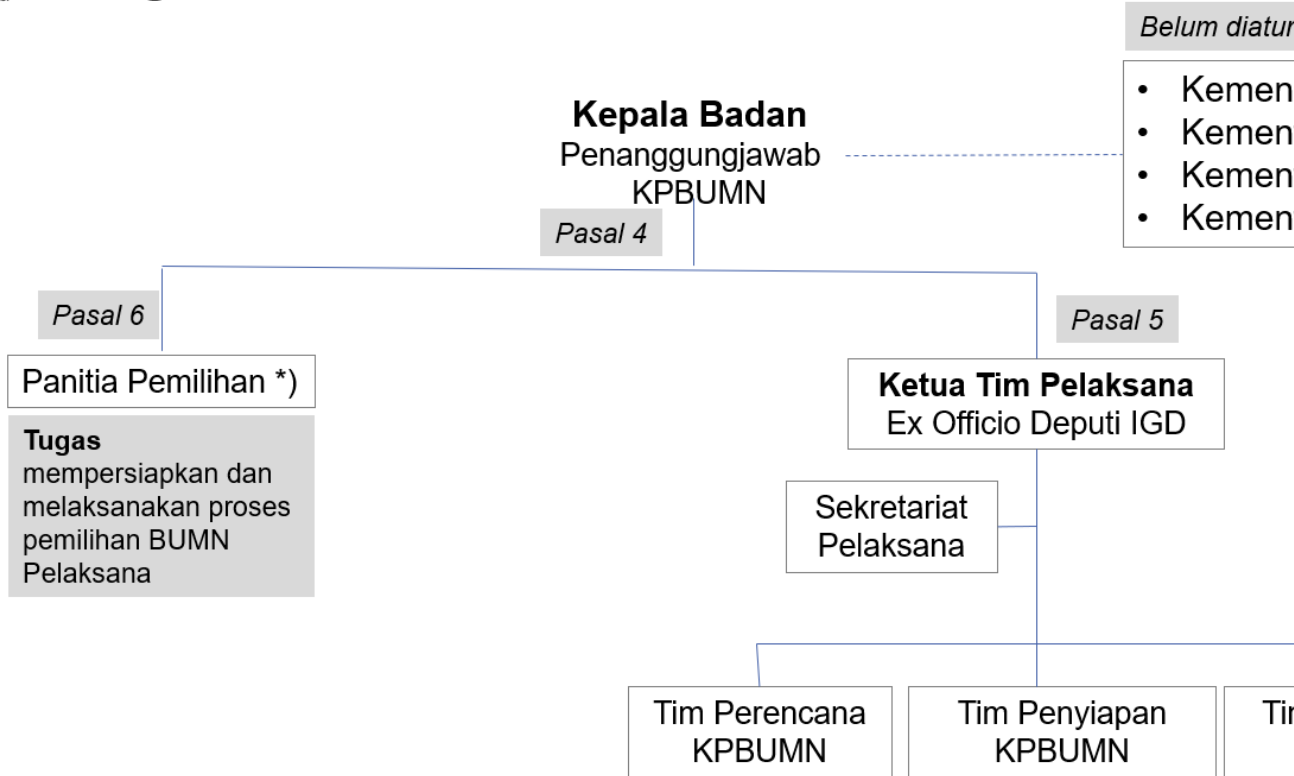 Belum diatur
Kepala Badan
Penanggungjawab
KPBUMN
• Kemen
• Kemen
• Kemen
• Kemen
Pasal 4
Pasal 6
Pasal 5
Panitia Pemilihan *)
Tugas
mempersiapkan dan
melaksanakan proses
pemilihan BUMN
Pelaksana
Ketua Tim Pelaksana
Ex Officio Deputi IGD
Sekretariat
Pelaksana
Tim Perencana
KPBUMN
Tim Penyiapan
KPBUMN